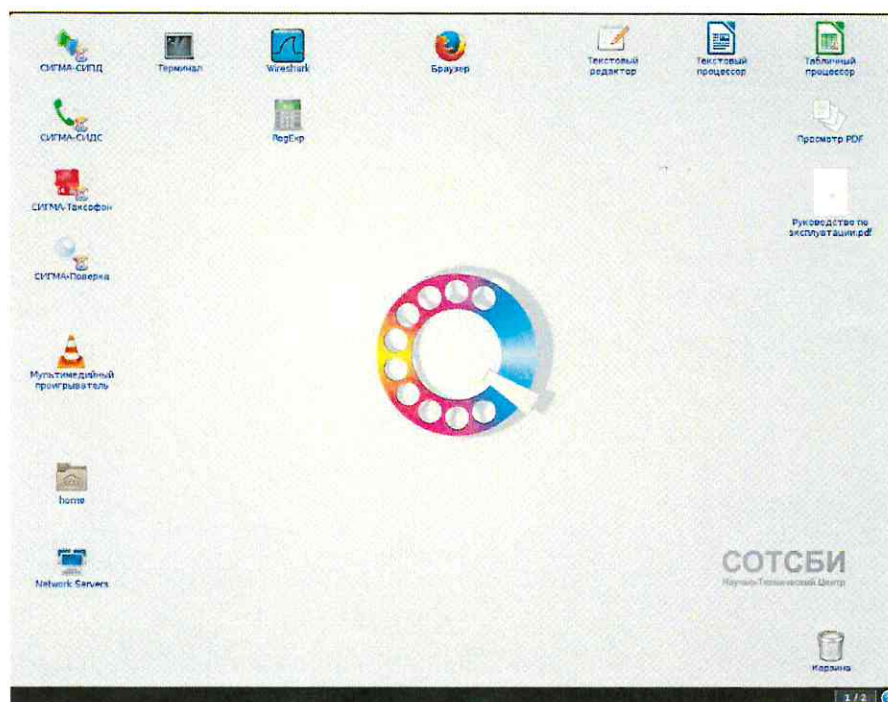 СИГМА-СИПД
Терминал
Wireshark
Браузер
Текстовый
редактор
Текстовый
процессор
Табличный
процессор
СИГМА-СИДС
RegExp
Просмотр PDF
СИГМА-Таксофон
Руководство по
эксплуатации.pdf
СИГМА-Поверка
Мультимедийный
проигрыватель
home
Network Servers
СОТСБИ
Научно-Технический Центр
Корзина
1 / 2